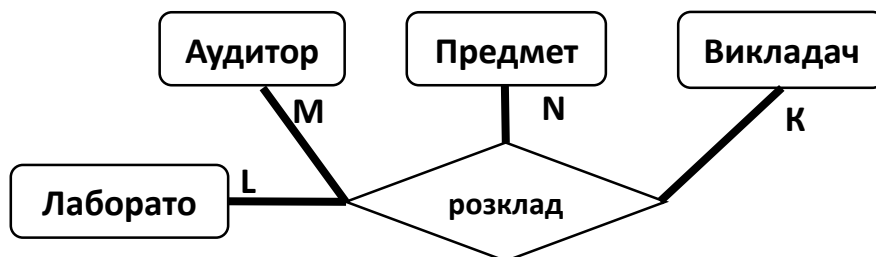 Аудитор
Предмет
Викладач
M
N
K
L
Лаборато
розклад